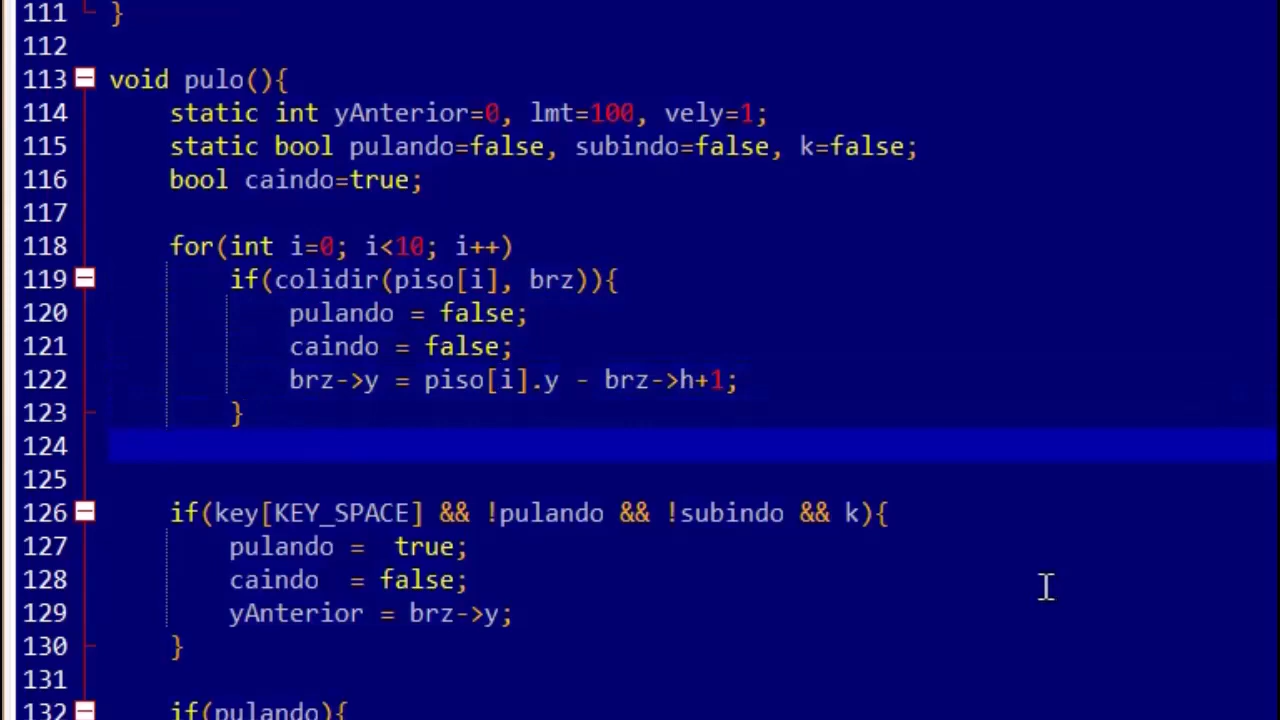 111 }
112
113 void pulo(){
114 static int yAnterior=0, lmt=100, vely=1;
115 static bool pulando=false, subindo=false, k=false;
116 bool caindo=true;
117
118 for(int i=0; i<10; i++)
119 if(colidir(piso[i], brz)){
120 pulando = false;
121 caindo = false;
122 brz->y = piso[i].y - brz->h+1;
123 }
124
125
126 if(key[KEY_SPACE] && !pulando && !subindo && k){
127 pulando =  true;
128 caindo  = false;
129 yAnterior = brz->y;
130 }
131
132 if(pulando){